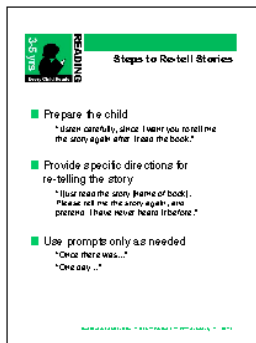 3-5 yrs
READING
Every Child Reads
Steps to Re-tell Stories
Prepare the child
"Listen carefully, since I want you to tell me
the story again after I read the book."
Provide specific directions for
re-telling the story
"I just read the story (name of book).
Please tell me the story again, and
pretend I have never heard it before."
Use prompts only as needed
"Once there was..."
"One day..."